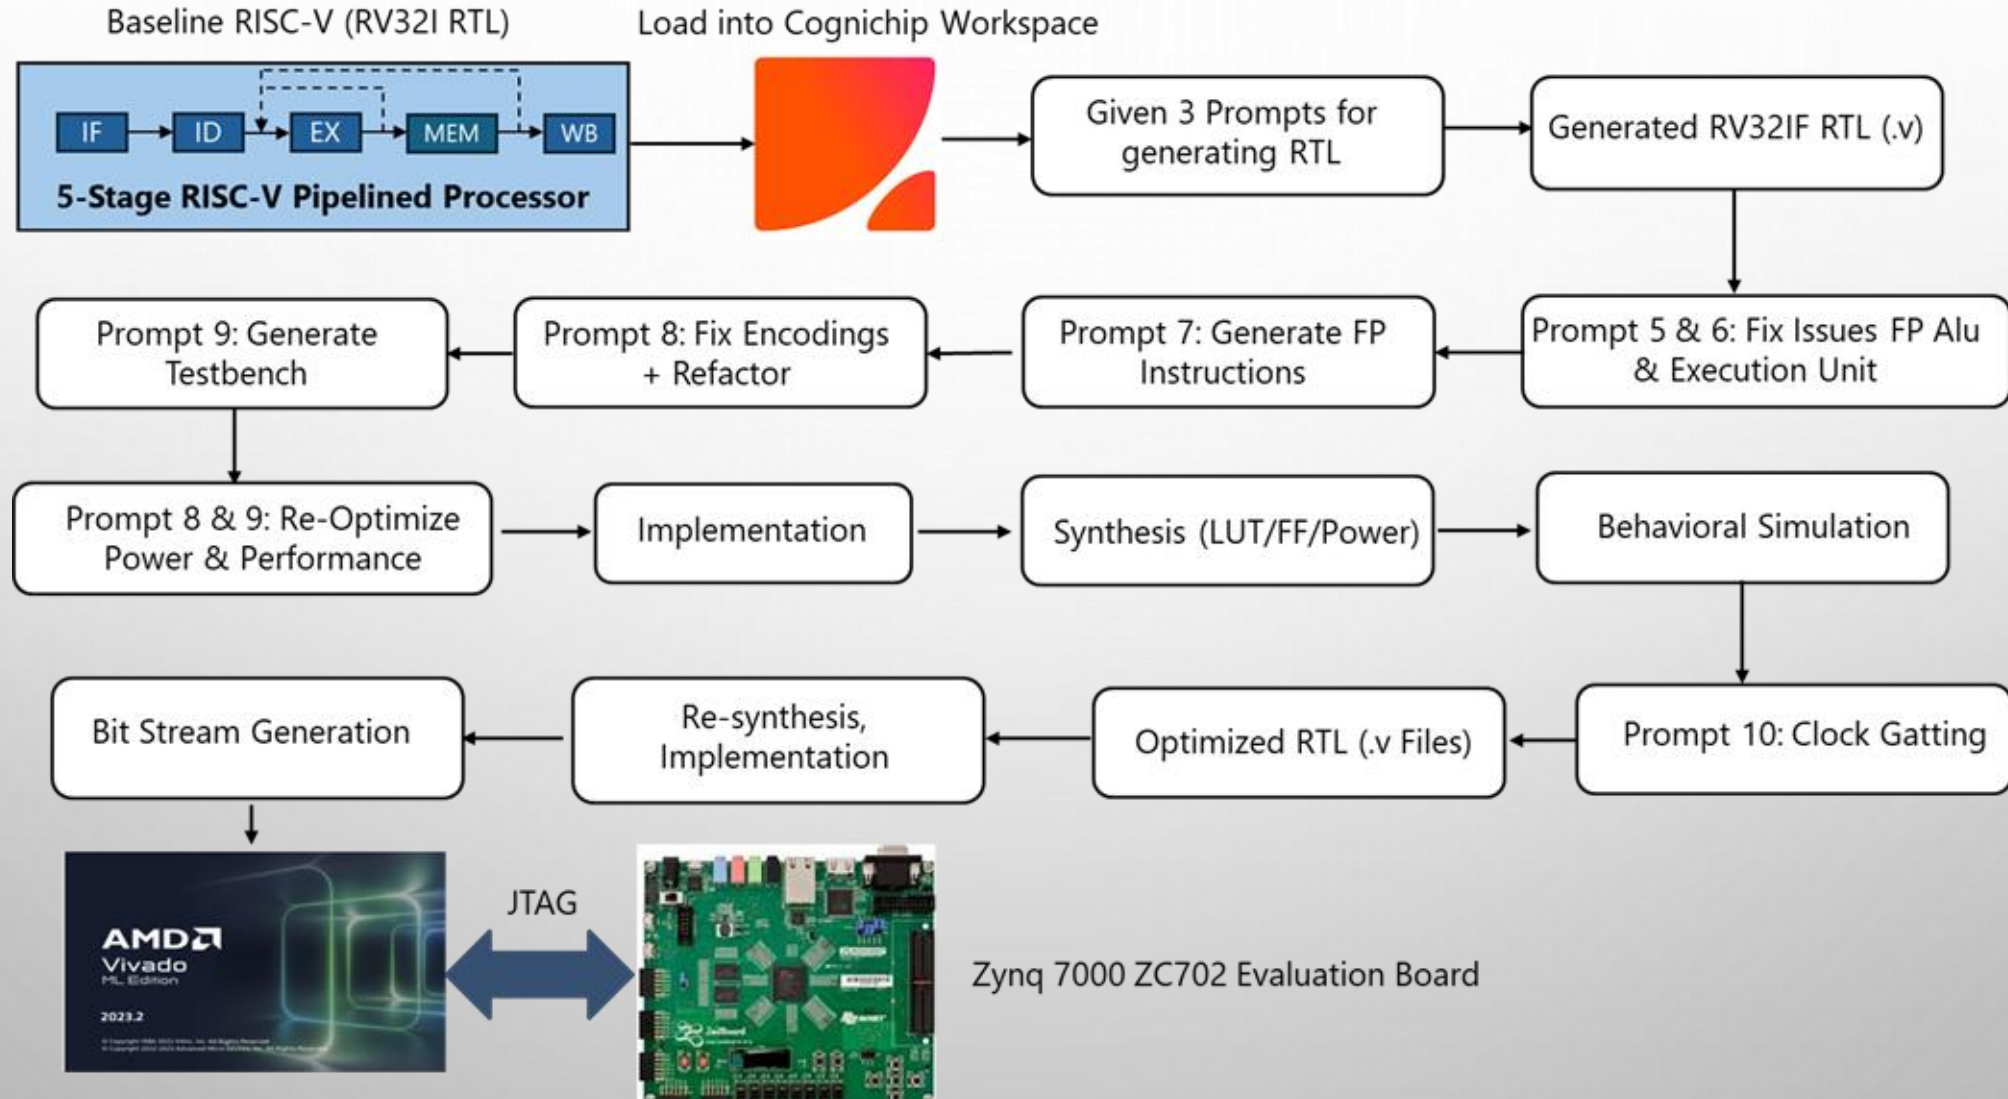 Baseline RISC-V (RV32I RTL)
Load into Cognichip Workspace
IF
ID
EX
MEM
WB
5-Stage RISC-V Pipelined Processor
Given 3 Prompts for
generating RTL
Generated RV32IF RTL (.v)
Prompt 9: Generate
Testbench
Prompt 8: Fix Encodings
+ Refactor
Prompt 7: Generate FP
Instructions
Prompt 5 & 6: Fix Issues FP Alu
& Execution Unit
Prompt 8 & 9: Re-Optimize
Power & Performance
Implementation
Synthesis (LUT/FF/Power)
Behavioral Simulation
Bit Stream Generation
Re-synthesis,
Implementation
Optimized RTL (.v Files)
Prompt 10: Clock Gatting
AMD
Vivado
ML Edition
2023.2
JTAG
ZedBoard
Zynq 7000 ZC702 Evaluation Board